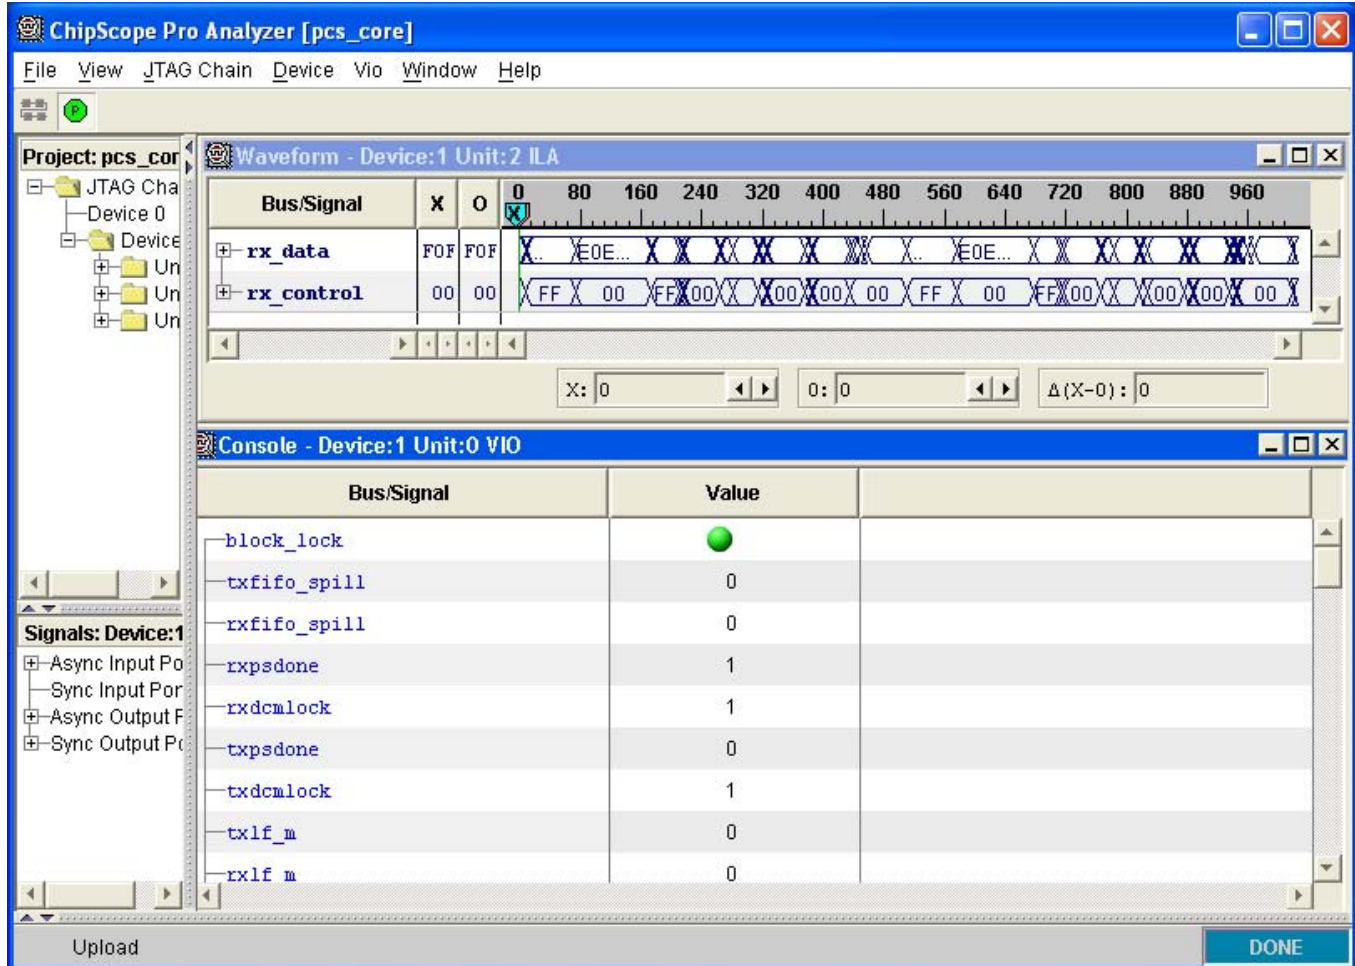 ChipScope Pro Analyzer [pcs_core]
File View JTAG Chain Device Vio Window Help
P
Project: pcs_cor
JTAG Cha
Device 0
Device
Un
Un
Un
Signals: Device:1
Async Input Po
Sync Input Por
Async Output F
Sync Output Po
Waveform - Device:1 Unit:2 ILA
Bus/Signal X O 0 80 160 240 320 400 480 560 640 720 800 880 960
X
rx_data F0F F0F E0E... E0E...
rx_control 00 00 FF 00 FF 00 00 00 00 FF 00 FF 00 00 00 00
X: 0 O: 0 Δ(X-O): 0
Console - Device:1 Unit:0 VIO
Bus/Signal Value
block_lock
txfifo_spill 0
rxfifo_spill 0
rxpsdone 1
rxdcmlock 1
txpsdone 0
txdcmlock 1
txlf_m 0
rxlf_m 0
Upload DONE